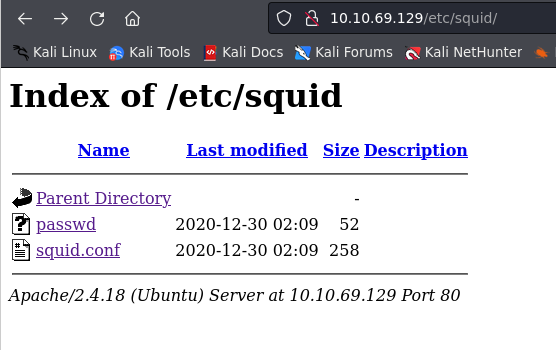 10.10.69.129/etc/squid/
Kali Linux Kali Tools Kali Docs Kali Forums Kali NetHunter
Index of /etc/squid
Name Last modified Size Description
Parent Directory -
passwd 2020-12-30 02:09 52
squid.conf 2020-12-30 02:09 258
Apache/2.4.18 (Ubuntu) Server at 10.10.69.129 Port 80